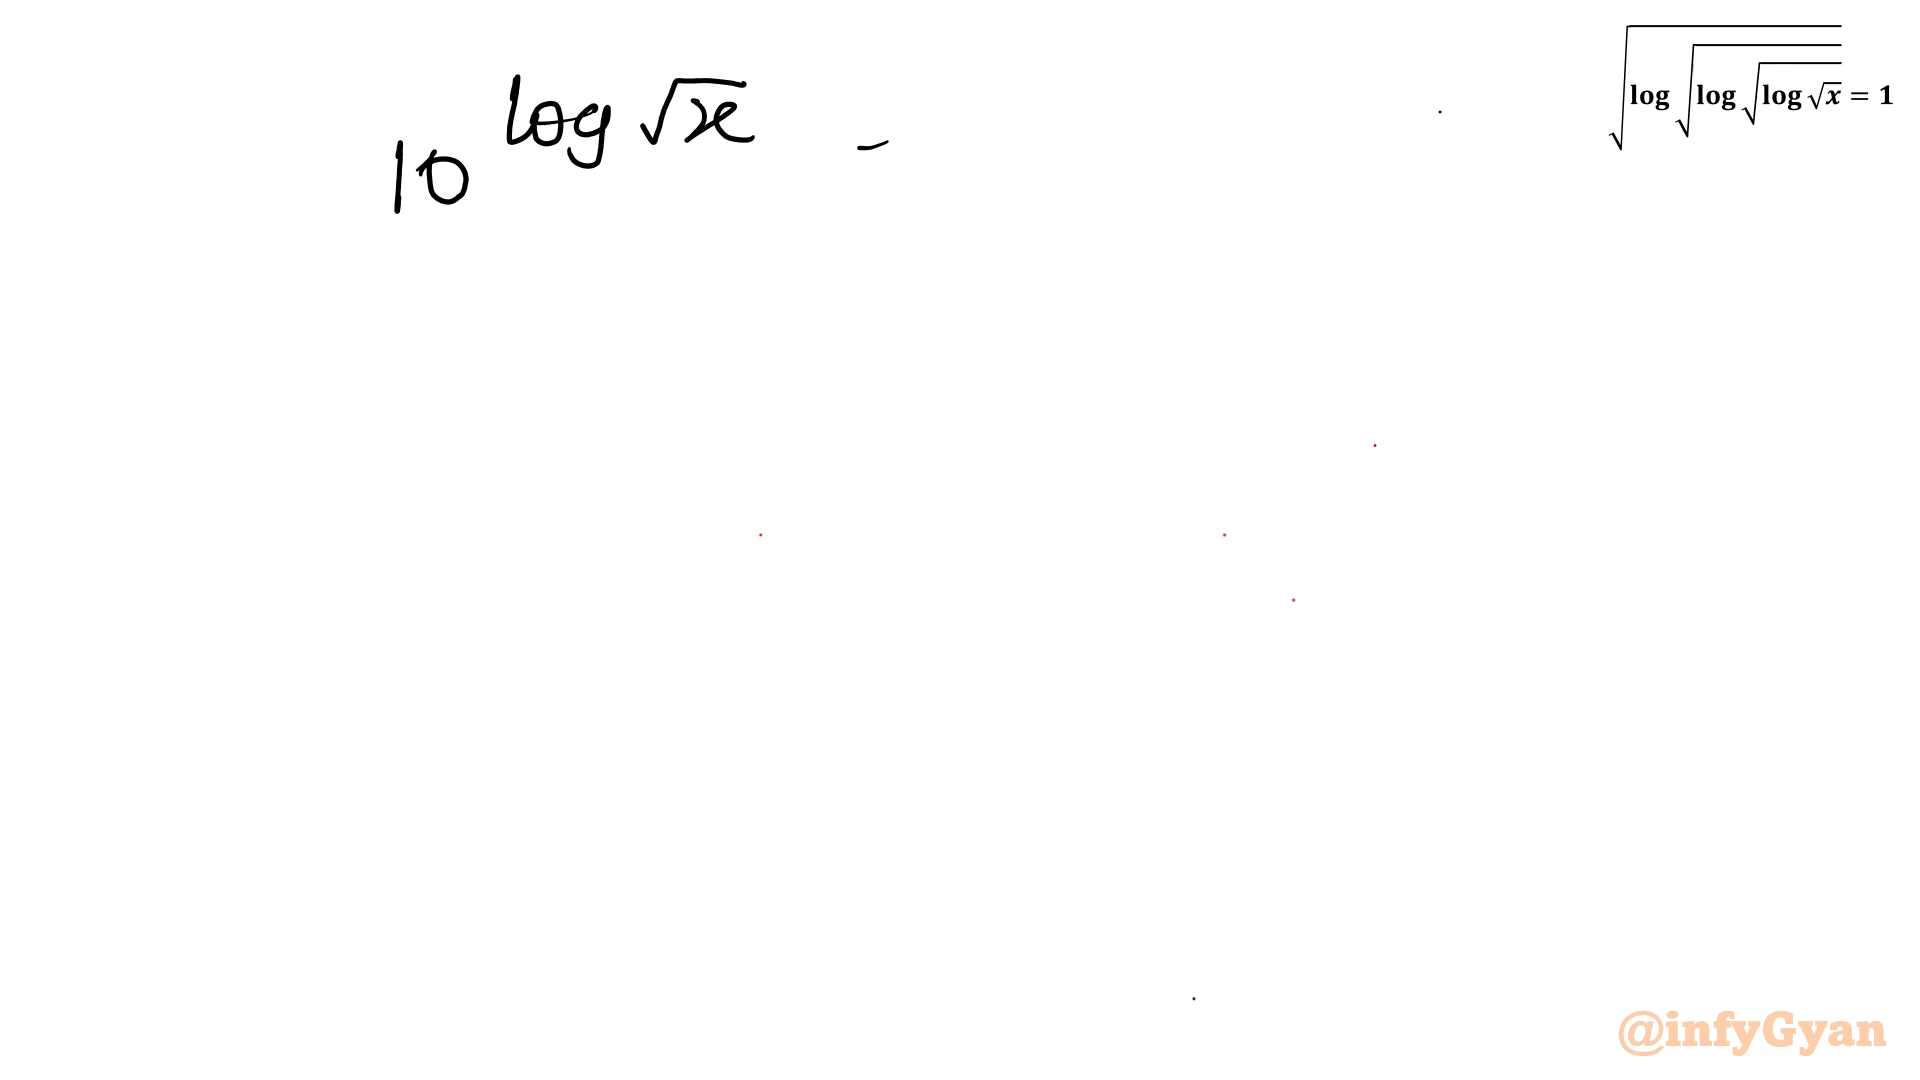 √(log √(log √(log √x))) = 1
10^(log √x) -
@infyGyan